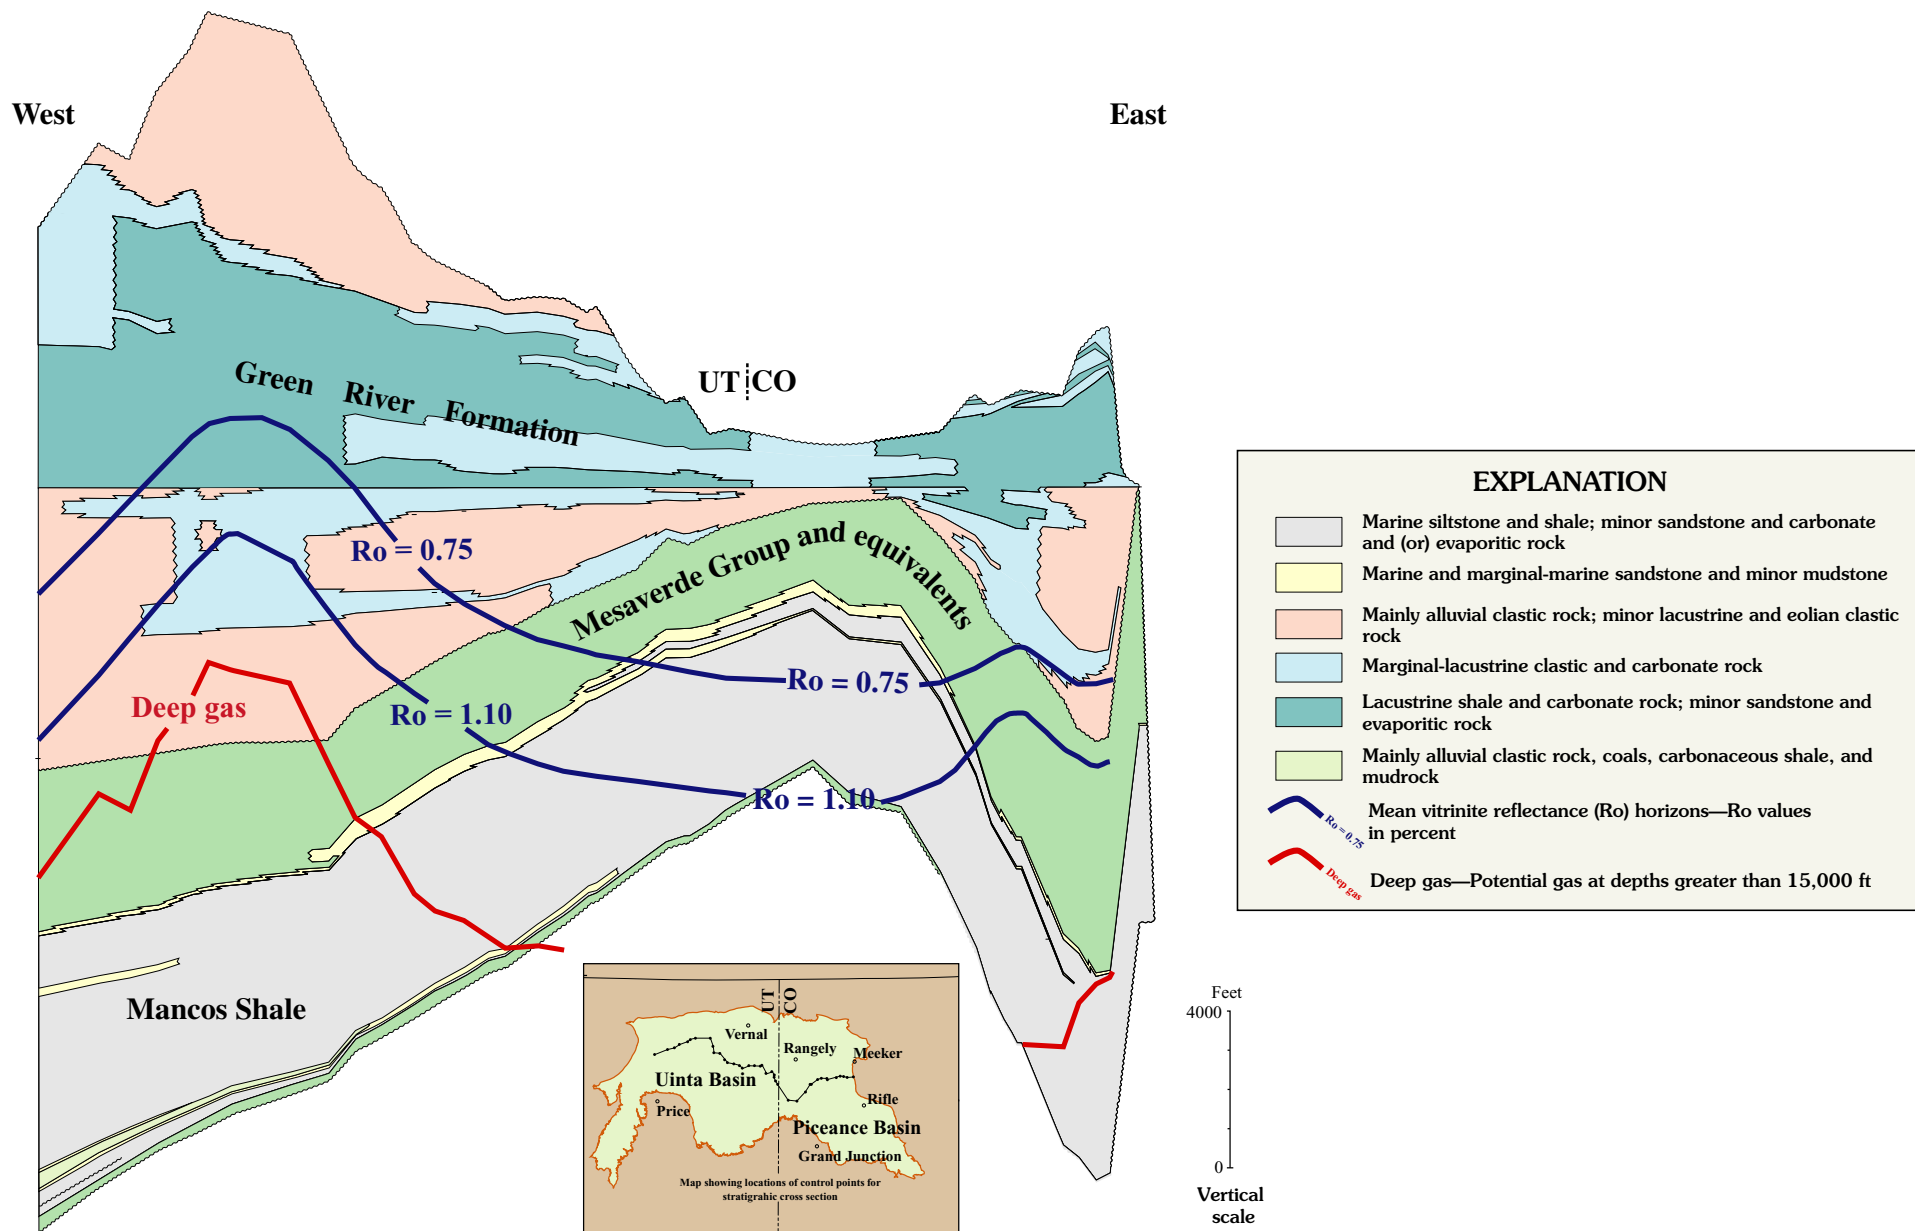 West
East
UT CO
Green River Formation
Ro = 0.75
Mesaverde Group and equivalents
Ro = 0.75
Deep gas
Ro = 1.10
Ro = 1.10
Mancos Shale
EXPLANATION
Marine siltstone and shale; minor sandstone and carbonate
and (or) evaporitic rock
Marine and marginal-marine sandstone and minor mudstone
Mainly alluvial clastic rock; minor lacustrine and eolian clastic
rock
Marginal-lacustrine clastic and carbonate rock
Lacustrine shale and carbonate rock; minor sandstone and
evaporitic rock
Mainly alluvial clastic rock, coals, carbonaceous shale, and
mudrock
Ro = 0.75
Mean vitrinite reflectance (Ro) horizons—Ro values
in percent
Deep gas
Deep gas—Potential gas at depths greater than 15,000 ft
UT
CO
Vernal
Rangely
Meeker
Uinta Basin
Price
Rifle
Piceance Basin
Grand Junction
Map showing locations of control points for
stratigrahic cross section
Feet
4000
0
Vertical
scale